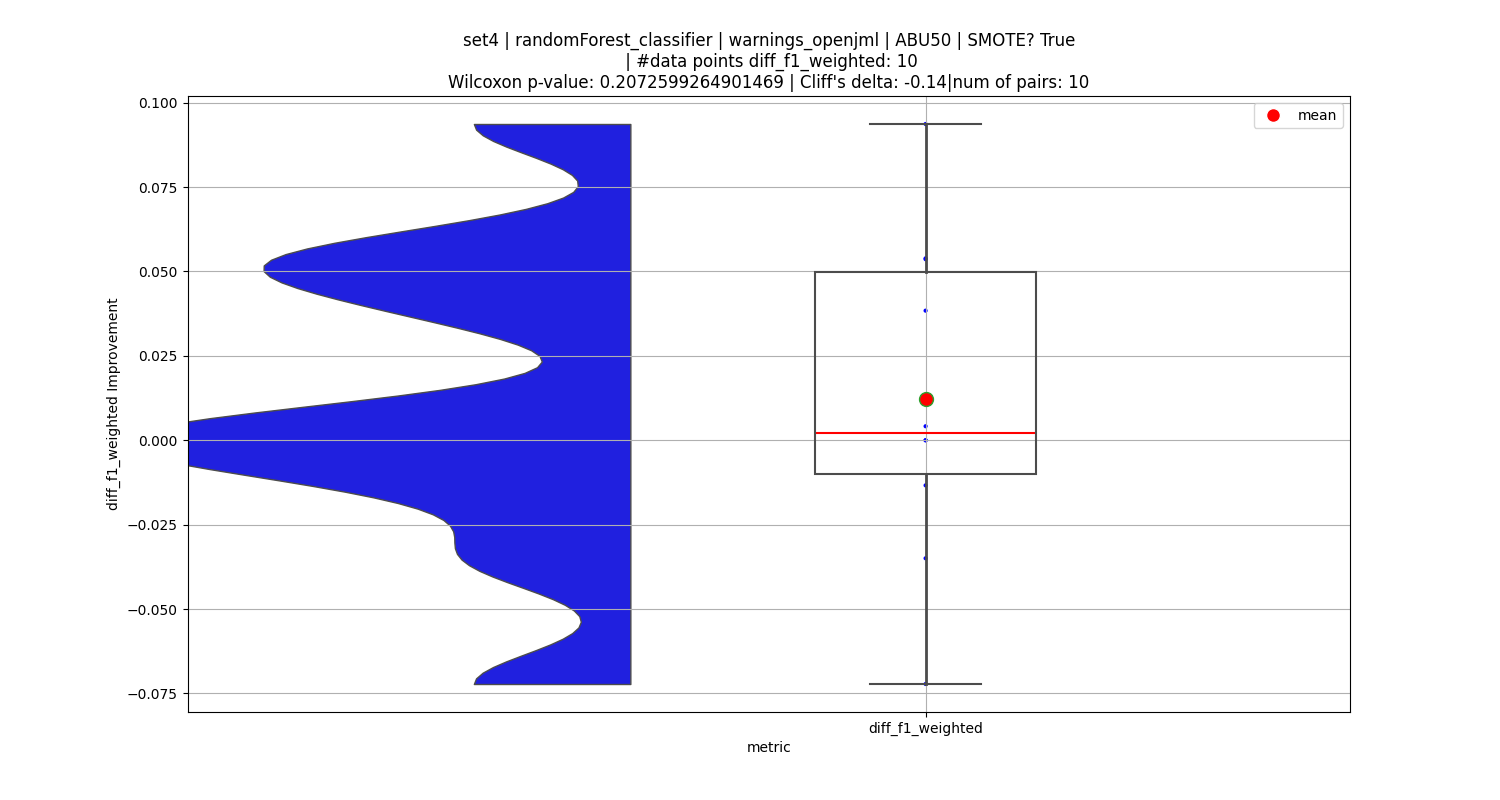 set4 | randomForest_classifier | warnings_openjml | ABU50 | SMOTE? True
| #data points diff_f1_weighted: 10
Wilcoxon p-value: 0.2072599264901469 | Cliff's delta: -0.14|num of pairs: 10
mean
0.100
0.075
0.050
0.025
0.000
−0.025
−0.050
−0.075
diff_f1_weighted Improvement
diff_f1_weighted
metric